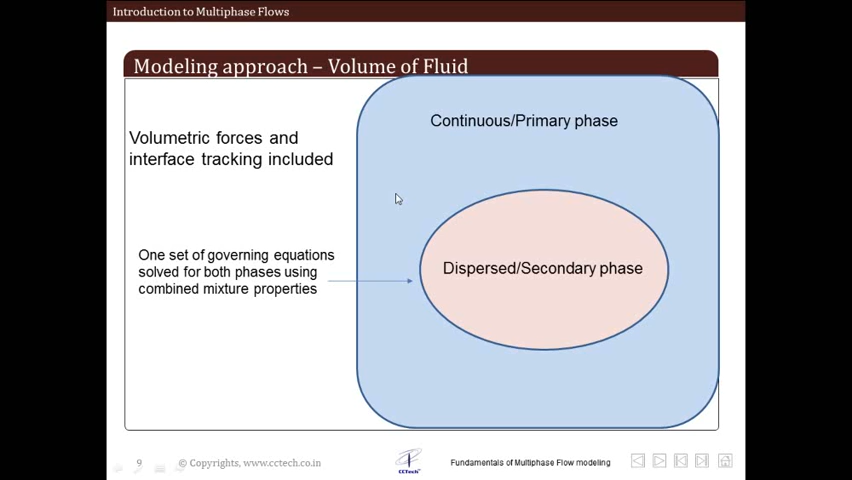 Introduction to Multiphase Flows
Modeling approach – Volume of Fluid
Volumetric forces and
interface tracking included
One set of governing equations
solved for both phases using
combined mixture properties
Continuous/Primary phase
Dispersed/Secondary phase
9
© Copyrights, www.cctech.co.in
CCTech™
Fundamentals of Multiphase Flow modeling